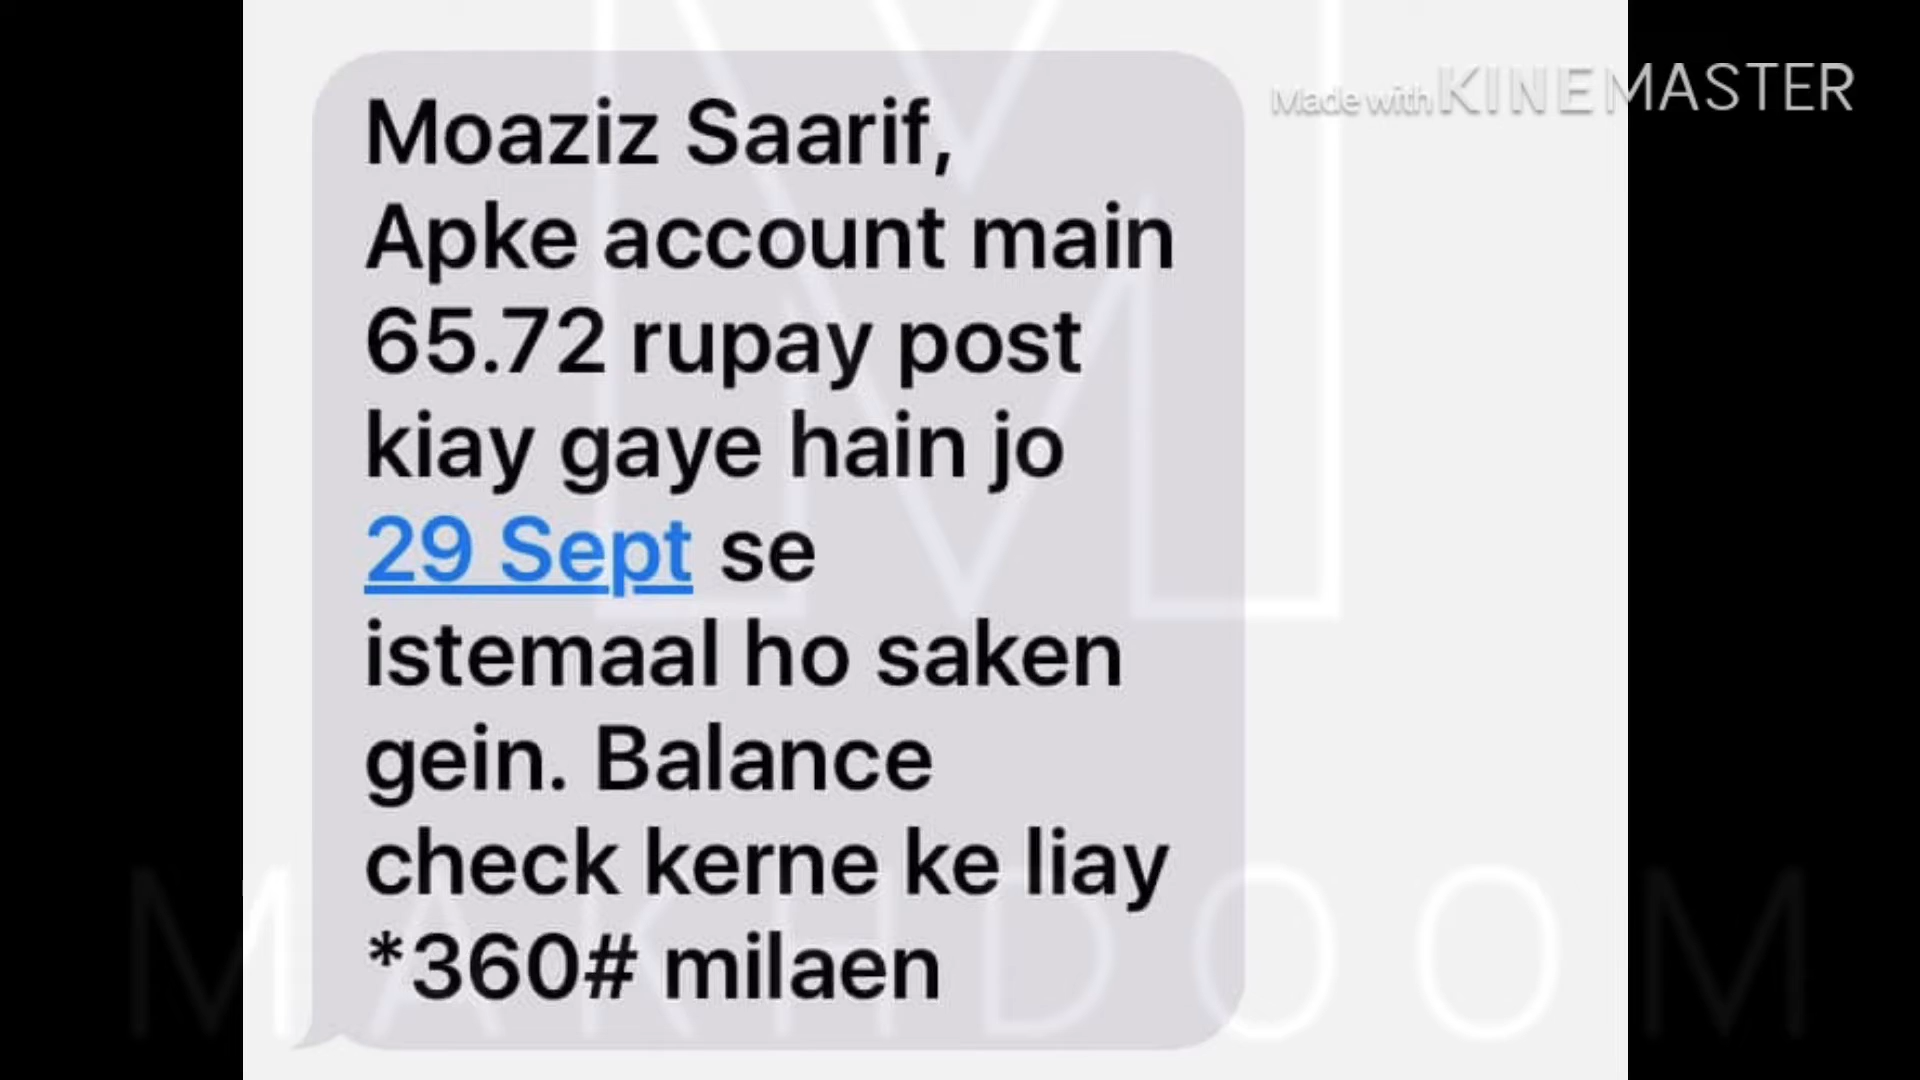 Made with KINEMASTER
Moaziz Saarif,
Apke account main
65.72 rupay post
kiay gaye hain jo
29 Sept se
istemaal ho saken
gein. Balance
check kerne ke liay
*360# milaen
MAKHDOOM